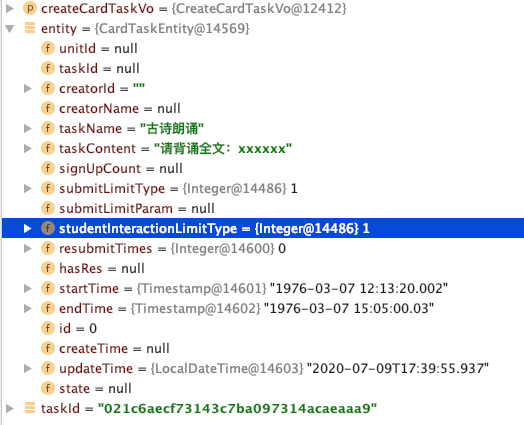 createCardTaskVo = {CreateCardTaskVo@12412}
entity = {CardTaskEntity@14569}
unitId = null
taskId = null
creatorId = ""
creatorName = null
taskName = "古诗朗诵"
taskContent = "请背诵全文：xxxxxx"
signUpCount = null
submitLimitType = {Integer@14486} 1
submitLimitParam = null
studentInteractionLimitType = {Integer@14486} 1
resubmitTimes = {Integer@14600} 0
hasRes = null
startTime = {Timestamp@14601} "1976-03-07 12:13:20.002"
endTime = {Timestamp@14602} "1976-03-07 15:05:00.03"
id = 0
createTime = null
updateTime = {LocalDateTime@14603} "2020-07-09T17:39:55.937"
state = null
taskId = "021c6aecf73143c7ba097314acaeaaa9"